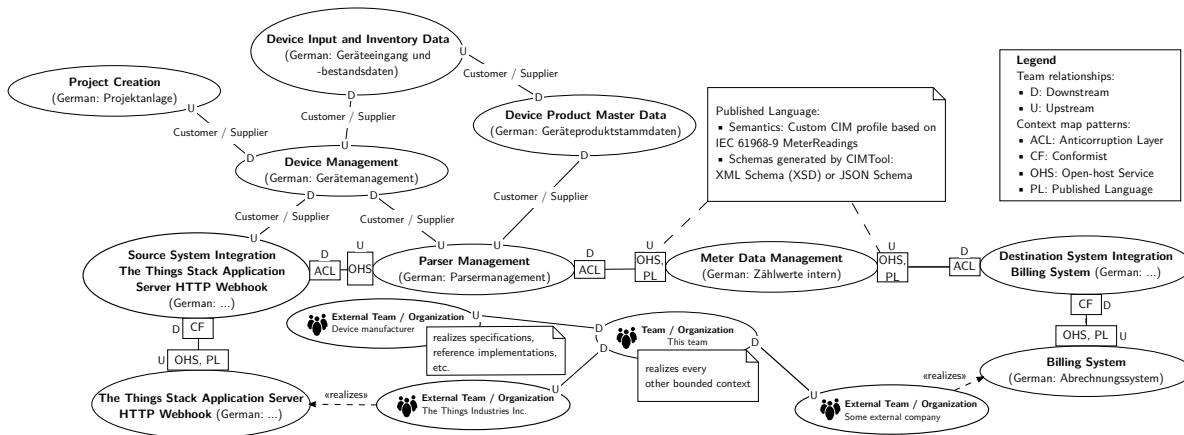 Device Input and Inventory Data
(German: Geräteeingang und
-bestandsdaten)
U
D
Project Creation
(German: Projektanlage)
U
Customer / Supplier
Customer / Supplier
Customer / Supplier
D
Device Product Master Data
(German: Geräteproduktstammdaten)
D
U
D
Device Management
(German: Gerätemanagement)
D
D
Customer / Supplier
Customer / Supplier
Customer / Supplier
Published Language:
▪ Semantics: Custom CIM profile based on
IEC 61968-9 MeterReadings
▪ Schemas generated by CIMTool:
XML Schema (XSD) or JSON Schema
Legend
Team relationships:
▪ D: Downstream
▪ U: Upstream
Context map patterns:
▪ ACL: Anticorruption Layer
▪ CF: Conformist
▪ OHS: Open-host Service
▪ PL: Published Language
U
Source System Integration
The Things Stack Application
Server HTTP Webhook
(German: ...)
D
ACL
U
OHS
U
U
Parser Management
(German: Parsermanagement)
D
ACL
U
OHS,
PL
Meter Data Management
(German: Zählwerte intern)
U
OHS,
PL
D
ACL
Destination System Integration
Billing System (German: ...)
D
CF
U
OHS, PL
The Things Stack Application Server
HTTP Webhook (German: ...)
External Team / Organization
Device manufacturer
U
realizes specifications,
reference implementations,
etc.
D
Team / Organization
This team
D
D
realizes every
other bounded context
«realizes»
U
External Team / Organization
The Things Industries Inc.
U
External Team / Organization
Some external company
«realizes»
CF
D
OHS, PL
U
Billing System
(German: Abrechnungssystem)